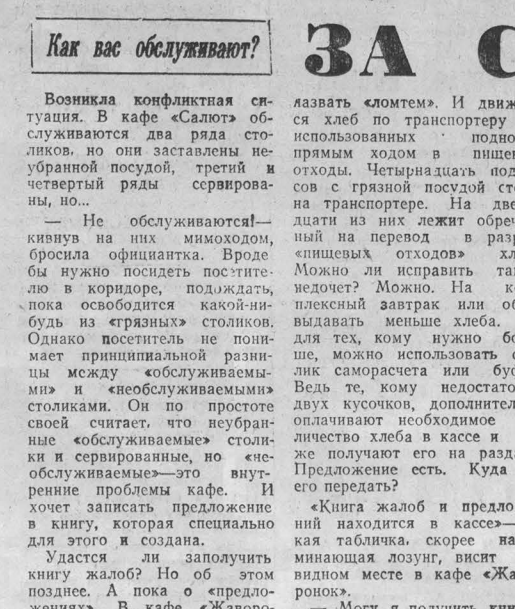 Как вас обслуживают?
ЗА С
Возникла конфликтная си-
туация. В кафе «Салют» об-
служиваются два ряда сто-
ликов, но они заставлены не-
убранной посудой, третий и
четвертый ряды сервирова-
ны, но...
— Не обслуживаются!—
кивнув на них мимоходом,
бросила официантка. Вроде
бы нужно посидеть посетите-
лю в коридоре, подождать,
пока освободится какой-ни-
будь из «грязных» столиков.
Однако посетитель не пони-
мает принципиальной разни-
цы между «обслуживаемы-
ми» и «необслуживаемыми»
столиками. Он по простоте
своей считает, что неубран-
ные «обслуживаемые» столи-
ки и сервированные, но «не-
обслуживаемые»—это внут-
ренние проблемы кафе. И
хочет записать предложение
в книгу, которая специально
для этого и создана.
Удастся ли заполучить
книгу жалоб? Но об этом
позднее. А пока о «предло-
жениях». В кафе «Жаворо-
назвать «ломтем». И движ
ся хлеб по транспортеру
использованных подно
прямым ходом в пищев
отходы. Четырнадцать под
сов с грязной посудой сто
на транспортере. На две
дцати из них лежит обреч
ный на перевод в разр
«пищевых отходов» хл
Можно ли исправить та
недочет? Можно. На к
плексный завтрак или об
выдавать меньше хлеба.
для тех, кому нужно бо
ше, можно использовать с
лик саморасчета или буф
Ведь те, кому недостато
двух кусочков, дополнител
оплачивают необходимое
личество хлеба в кассе и
же получают его на разда
Предложение есть. Куда
его передать?
«Книга жалоб и предло
ний находится в кассе»—
кая табличка, скорее на
минающая лозунг, висит
видном месте в кафе «Жа
ронок».
— Могу я получить книг